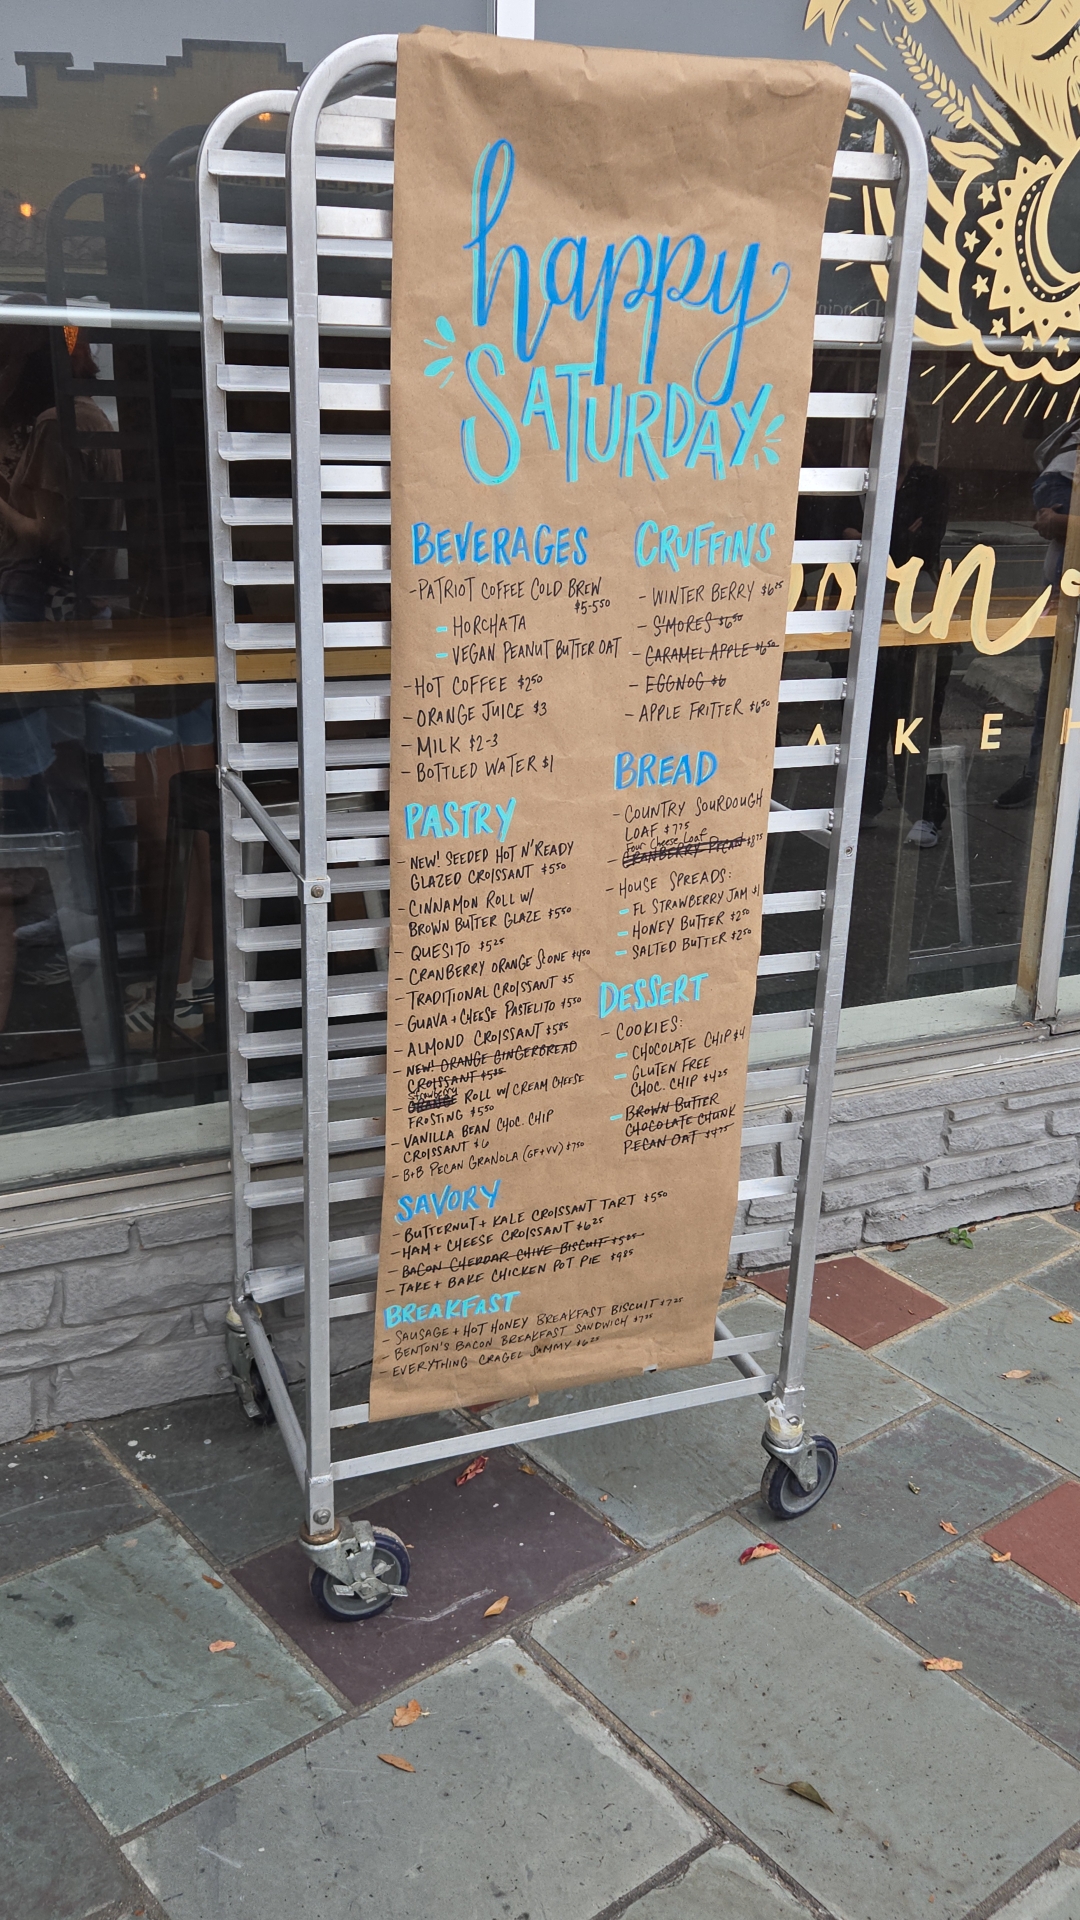 happy
SATURDAY
BEVERAGES
-PATRIOT COFFEE COLD BREW
$5-5⁵⁰
- HORCHATA
- VEGAN PEANUT BUTTER OAT
-HOT COFFEE $2⁵⁰
-ORANGE JUICE $3
-MILK $2-3
-BOTTLED WATER $1
PASTRY
-NEW! SEEDED HOT N' READY
GLAZED CROISSANT $5⁵⁰
-CINNAMON ROLL W/
BROWN BUTTER GLAZE $5⁵⁰
-QUESITO $5²⁵
-CRANBERRY ORANGE SCONE $4⁵⁰
-TRADITIONAL CROISSANT $5
-GUAVA + CHEESE PASTELITO $5⁵⁰
-ALMOND CROISSANT $5⁸⁵
-NEW! ORANGE GINGERBREAD
CROISSANT $5⁸⁵
Strawberry
-ORANGE ROLL W/ CREAM CHEESE
FROSTING $5⁵⁰
-VANILLA BEAN CHOC. CHIP
CROISSANT $6
-B+B PECAN GRANOLA (GF+VV) $7⁵⁰
SAVORY
-BUTTERNUT + KALE CROISSANT TART $5⁵⁰
-HAM + CHEESE CROISSANT $6²⁵
-BACON CHEDDAR CHIVE BISCUIT $5²⁵
-TAKE + BAKE CHICKEN POT PIE $9⁸⁵
BREAKFAST
-SAUSAGE + HOT HONEY BREAKFAST BISCUIT $7²⁵
-BENTON'S BACON BREAKFAST SANDWICH $7²⁵
-EVERYTHING CRAGEL SAMMY $6²⁵
CRUFFINS
-WINTER BERRY $6²⁵
-S'MORES $6⁵⁰
-CARAMEL APPLE $6⁵⁰
-EGGNOG $6
-APPLE FRITTER $6⁵⁰
BREAD
-COUNTRY SOURDOUGH
LOAF $7⁷⁵
Four Cheese Loaf
-CRANBERRY PECAN $8⁷⁵
-HOUSE SPREADS:
- FL STRAWBERRY JAM $1
- HONEY BUTTER $2⁵⁰
- SALTED BUTTER $2⁵⁰
DESSERT
-COOKIES:
- CHOCOLATE CHIP $4
- GLUTEN FREE
CHOC. CHIP $4²⁵
- BROWN BUTTER
CHOCOLATE CHUNK
PECAN OAT $4⁷⁵
orn
AKEH